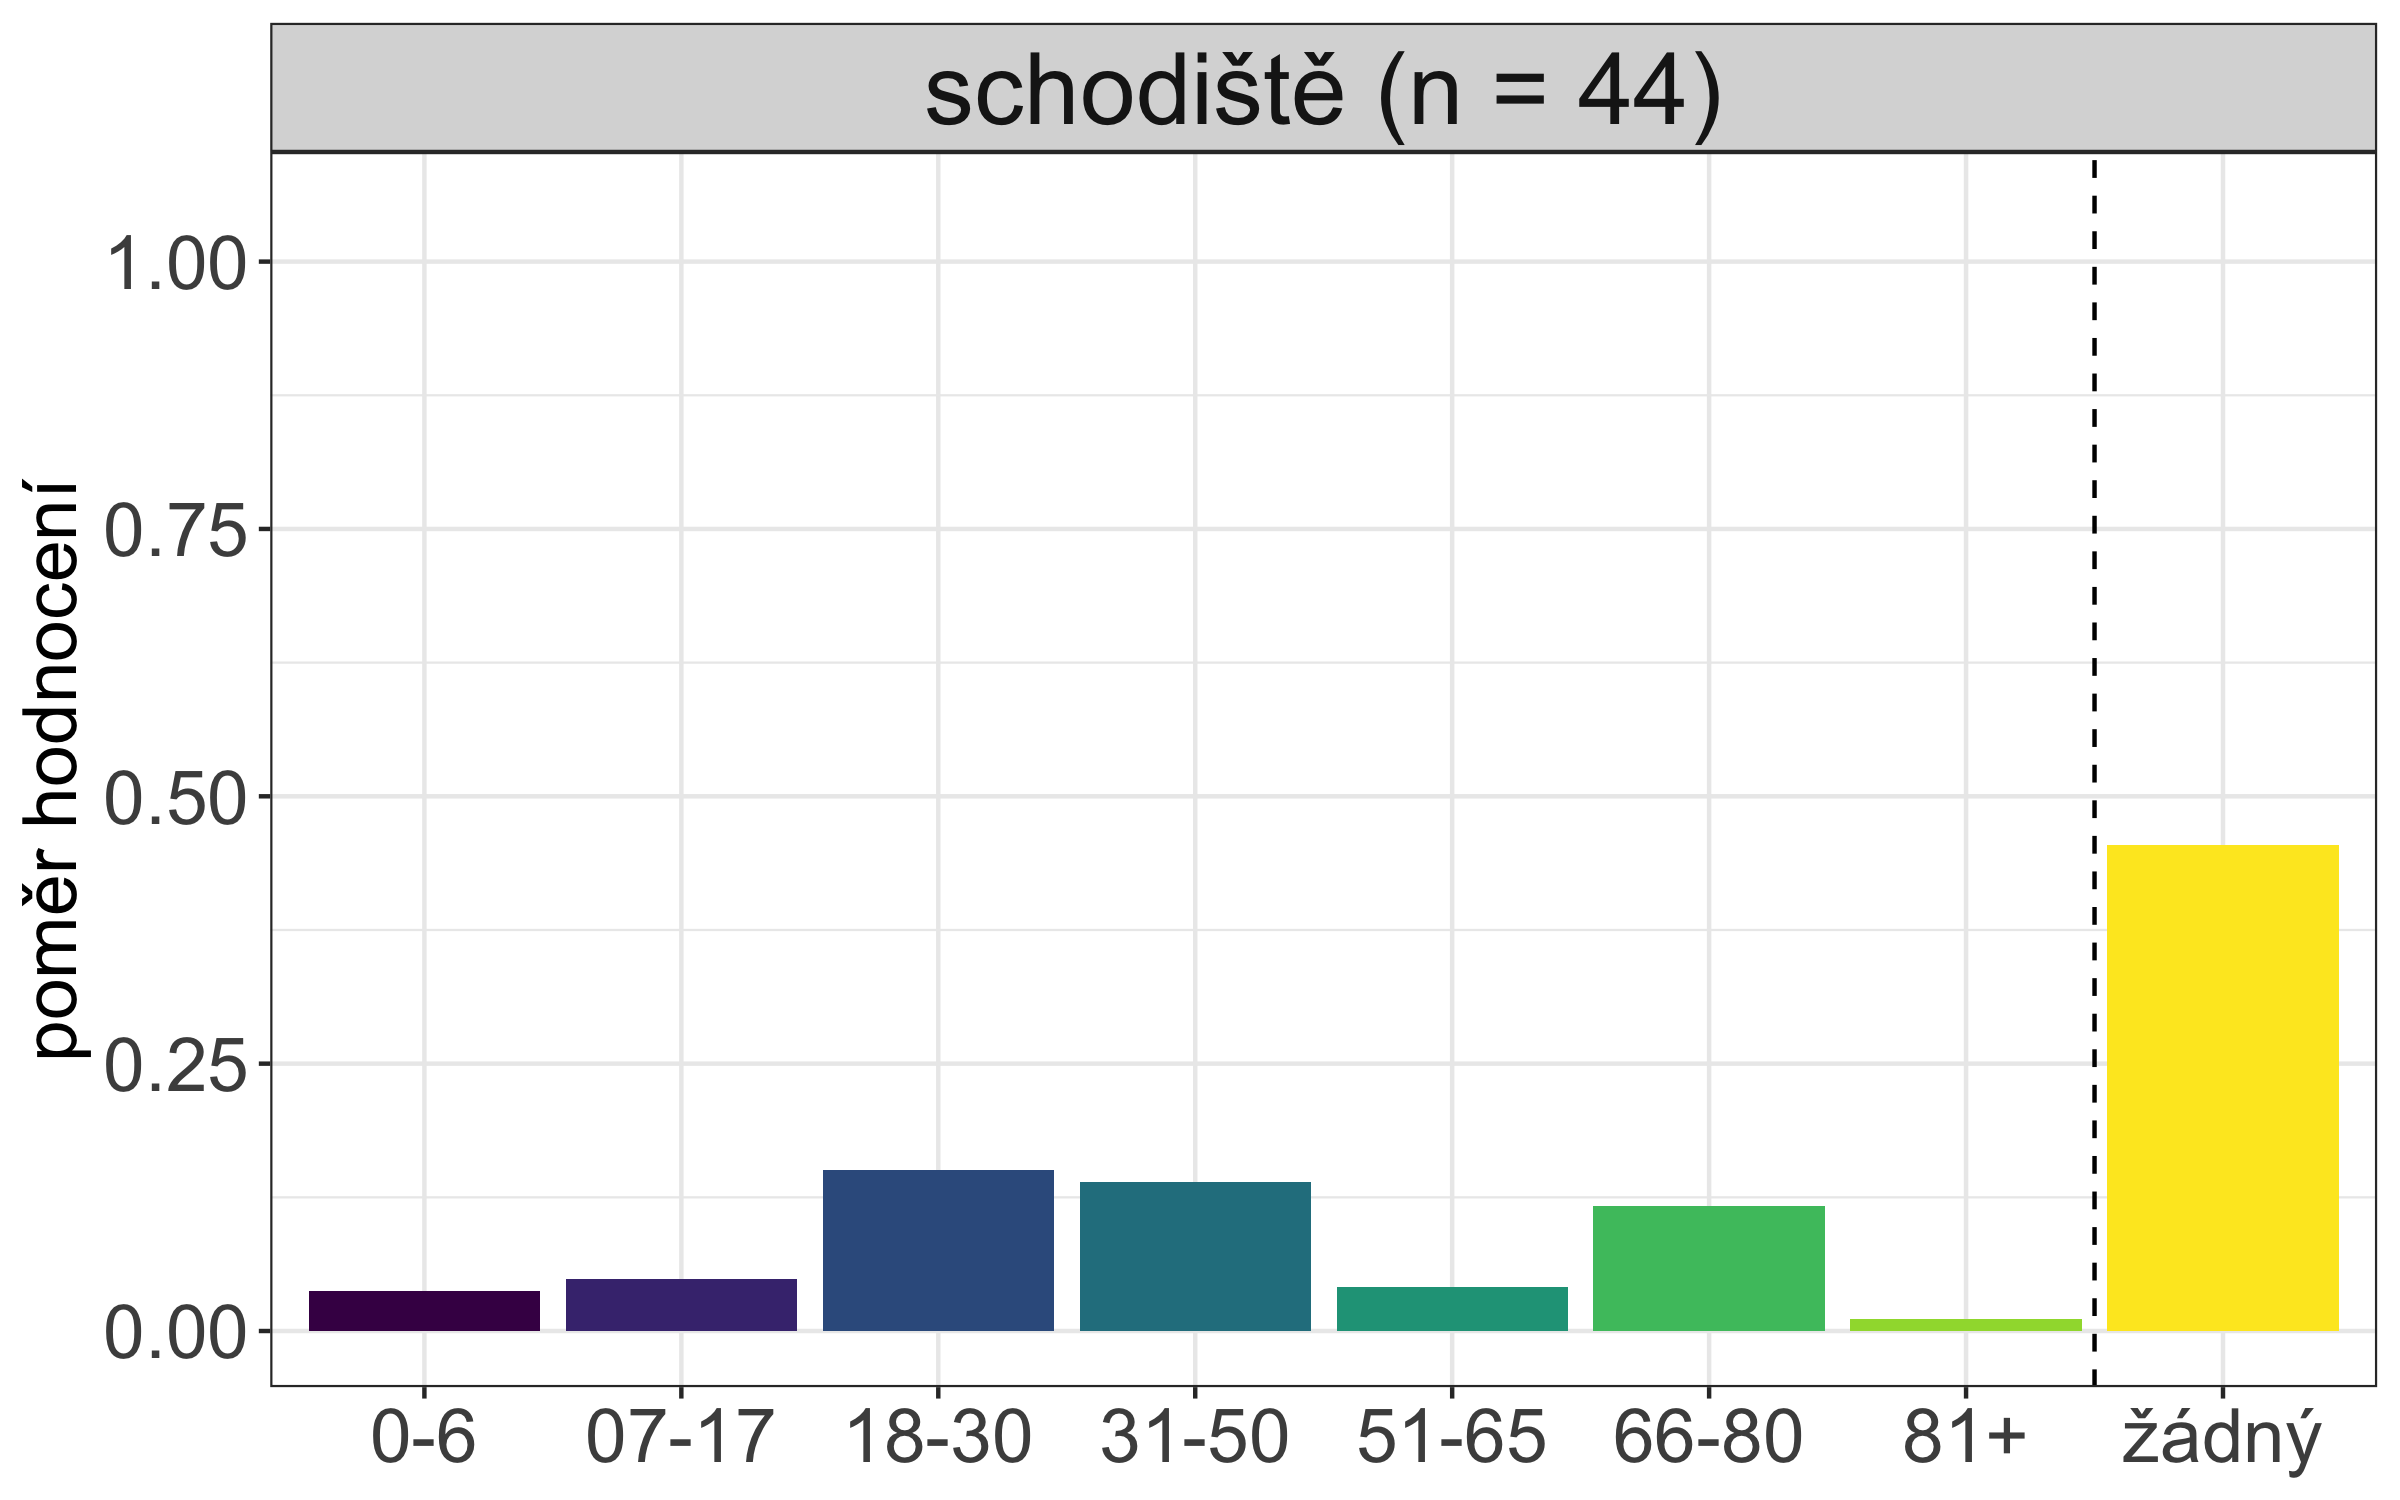 schodiště (n = 44)
poměr hodnocení
1.00
0.75
0.50
0.25
0.00
0-6 07-17 18-30 31-50 51-65 66-80 81+ žádný